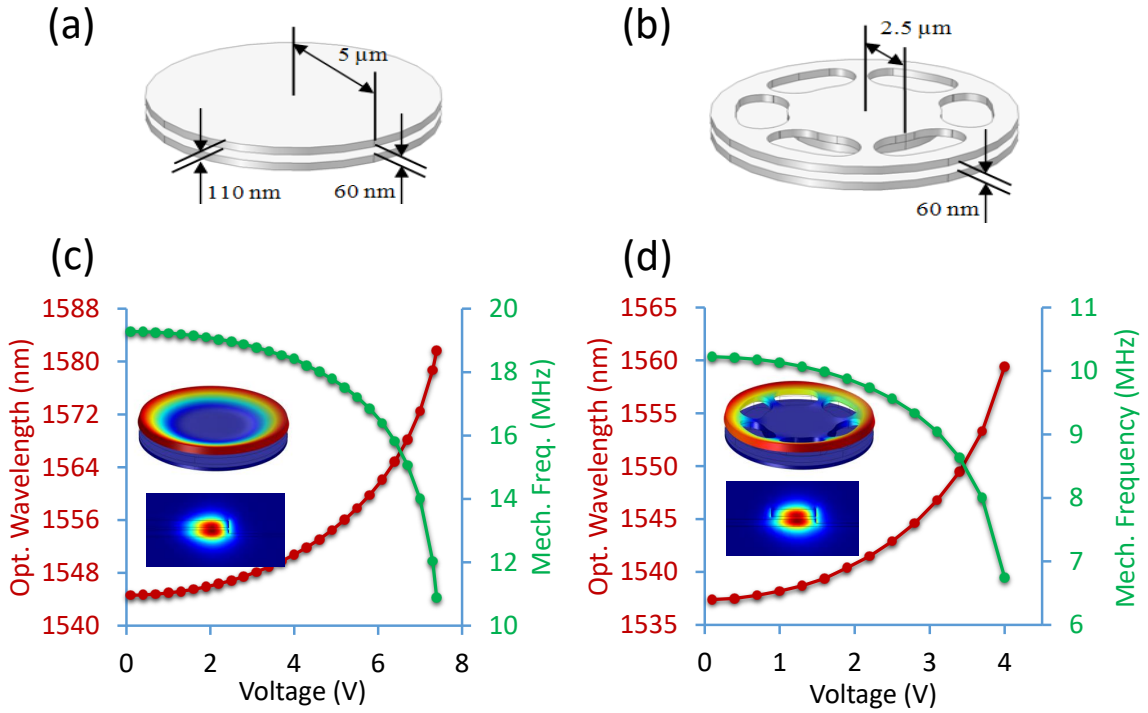 (a)
5 µm
110 nm
60 nm
(b)
2.5 µm
60 nm
(c)
Opt. Wavelength (nm)
1588
1580
1572
1564
1556
1548
1540
20
18
16
14
12
11
10
Mech. Freq. (MHz)
0
2
4
6
8
Voltage (V)
(d)
Opt. Wavelength (nm)
1565
1560
1555
1550
1545
1540
1535
11
10
9
8
7
6
Mech. Frequency (MHz)
0
1
2
3
4
Voltage (V)